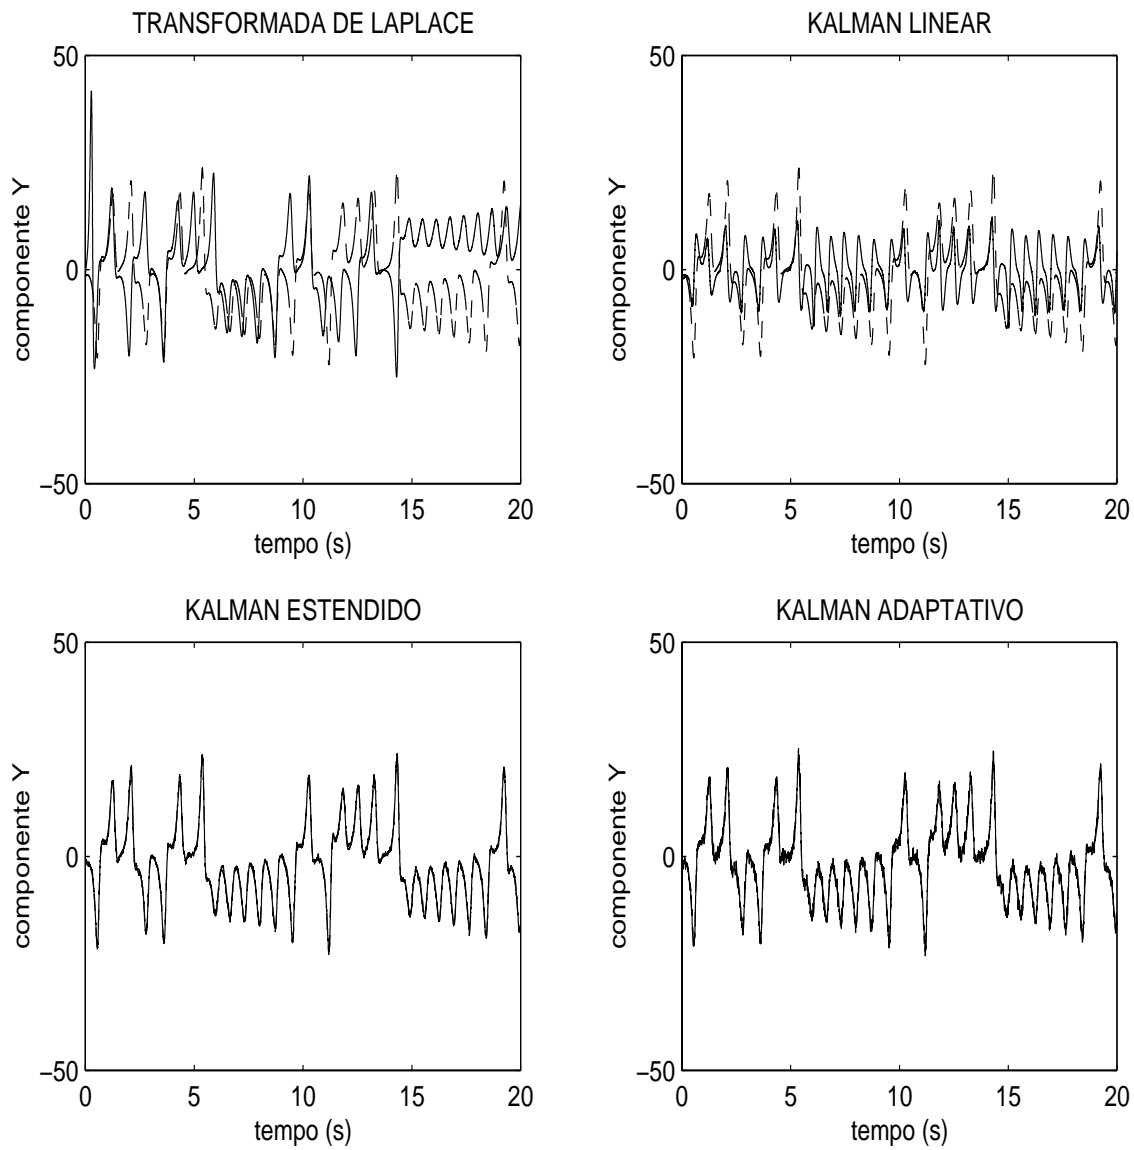 TRANSFORMADA DE LAPLACE
50
0
−50
componente Y
0 5 10 15 20
tempo (s)
KALMAN LINEAR
50
0
−50
componente Y
0 5 10 15 20
tempo (s)
KALMAN ESTENDIDO
50
0
−50
componente Y
0 5 10 15 20
tempo (s)
KALMAN ADAPTATIVO
50
0
−50
componente Y
0 5 10 15 20
tempo (s)